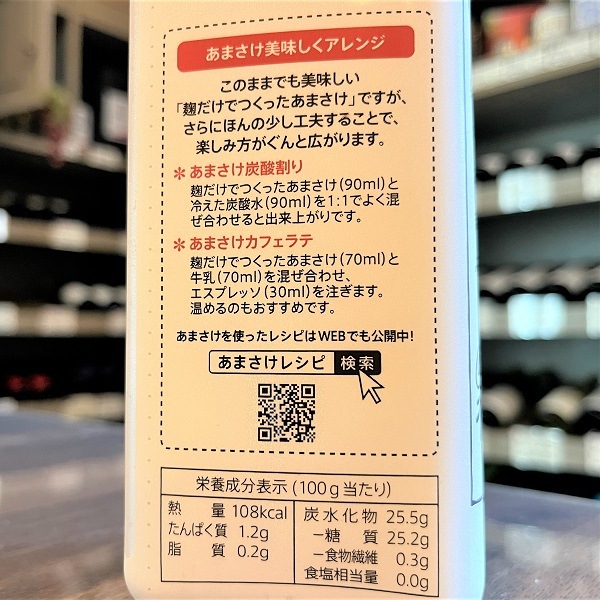 あまさけ美味しくアレンジ
このままでも美味しい
「麹だけでつくったあまさけ」ですが、
さらにほんの少し工夫することで、
楽しみ方がぐんと広がります。
＊あまさけ炭酸割り
麹だけでつくったあまさけ（90ml）と
冷えた炭酸水（90ml）を1:1でよく混
ぜ合わせると出来上がりです。
＊あまさけカフェラテ
麹だけでつくったあまさけ（70ml）と
牛乳（70ml）を混ぜ合わせ、
エスプレッソ（30ml）を注ぎます。
温めるのもおすすめです。
あまさけを使ったレシピはWEBでも公開中!
あまさけレシピ 検索
栄養成分表示（100g当たり）
熱量 108kcal
たんぱく質 1.2g
脂質 0.2g
炭水化物 25.5g
−糖質 25.2g
−食物繊維 0.3g
食塩相当量 0.0g